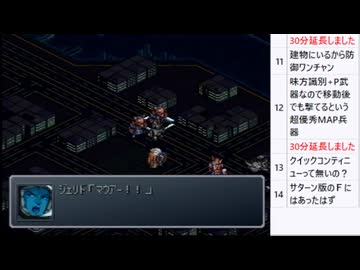 ジェリド「マウアー！！」
30分延長しました
11
建物にいるから防
御ワンチャン
12
味方識別+P武
器なので移動後
でも撃てるという
超優秀MAP兵
器
30分延長しました
13
クイックコンティニ
ューって無いの？
14
サターン版のＦに
はあったはず